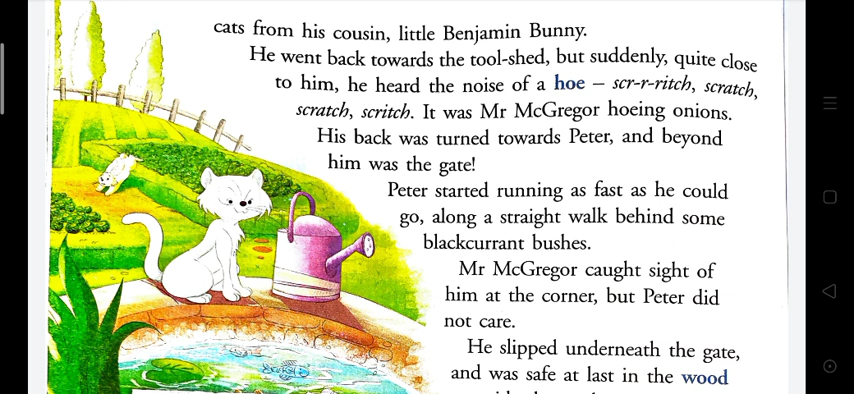 cats from his cousin, little Benjamin Bunny.
He went back towards the tool-shed, but suddenly, quite close
to him, he heard the noise of a hoe – scr-r-ritch, scratch,
scratch, scritch. It was Mr McGregor hoeing onions.
His back was turned towards Peter, and beyond
him was the gate!
Peter started running as fast as he could
go, along a straight walk behind some
blackcurrant bushes.
Mr McGregor caught sight of
him at the corner, but Peter did
not care.
He slipped underneath the gate,
and was safe at last in the wood